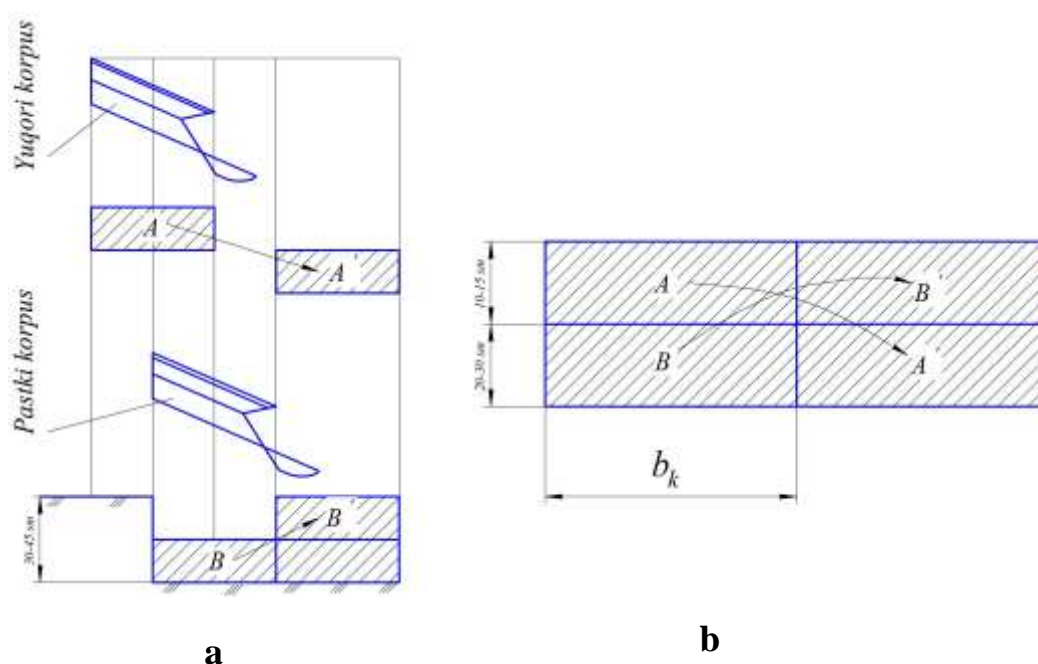 Yuqori korpus
A
A'
Pastki korpus
30-45 sm
B'
B
a
10-15 sm
20-30 sm
A
B'
B
A'
b_k
b